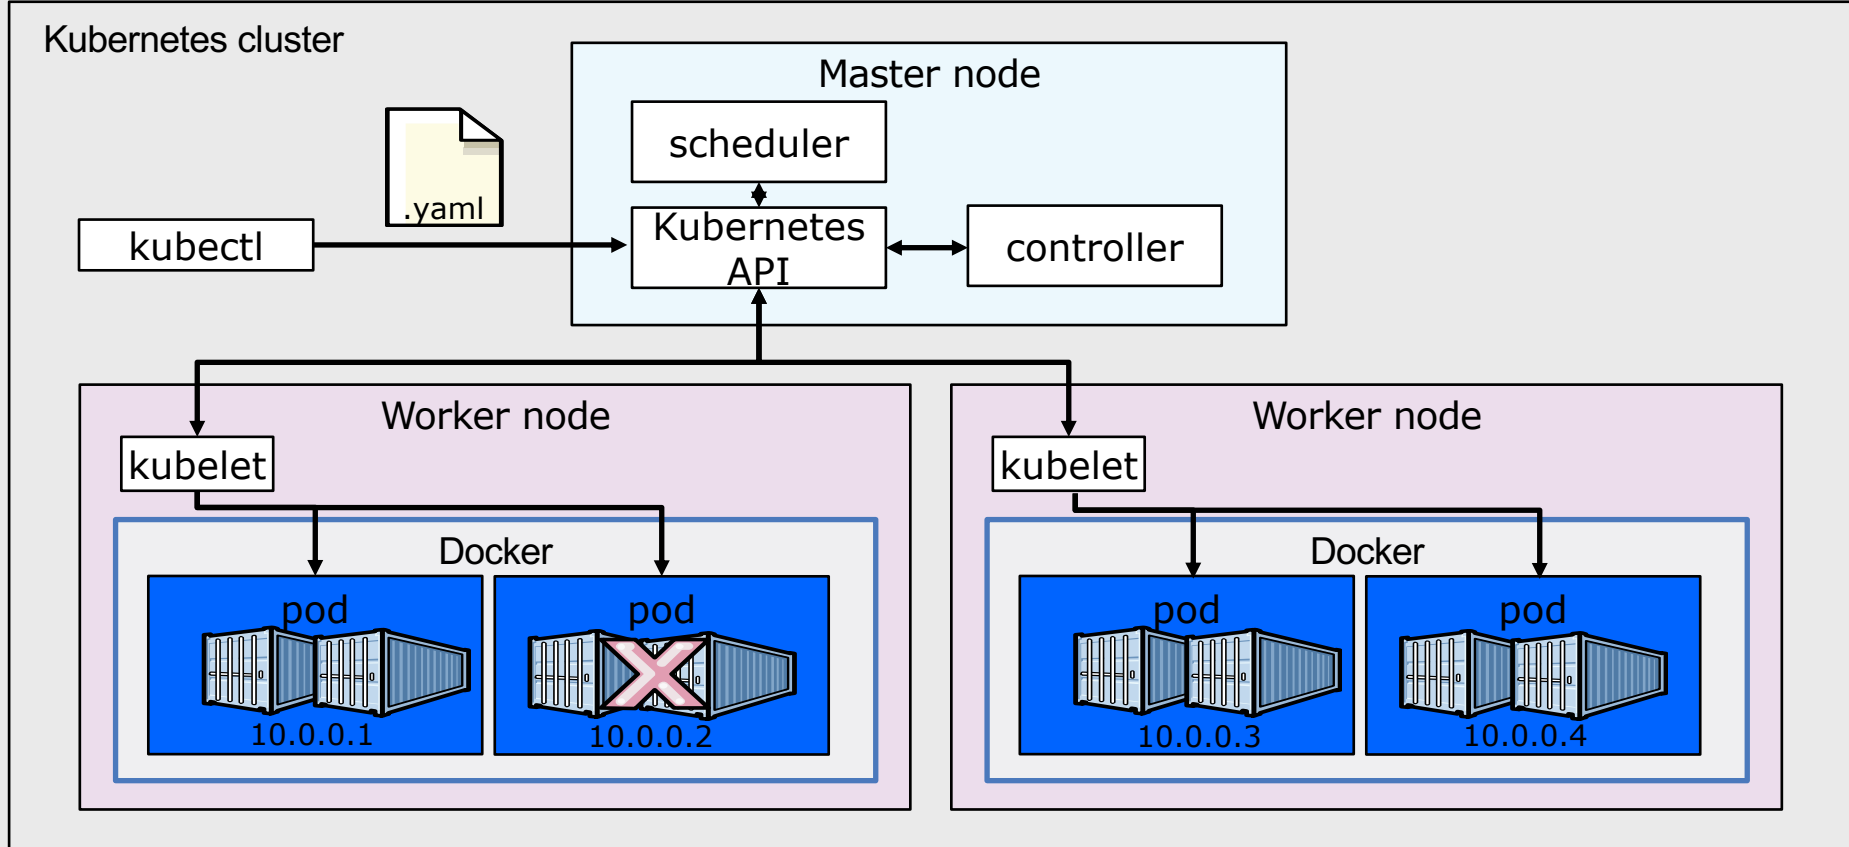 Kubernetes cluster
Master node
scheduler
.yaml
kubectl
Kubernetes
API
controller
Worker node
kubelet
Docker
pod
10.0.0.1
pod
10.0.0.2
Worker node
kubelet
Docker
pod
10.0.0.3
pod
10.0.0.4